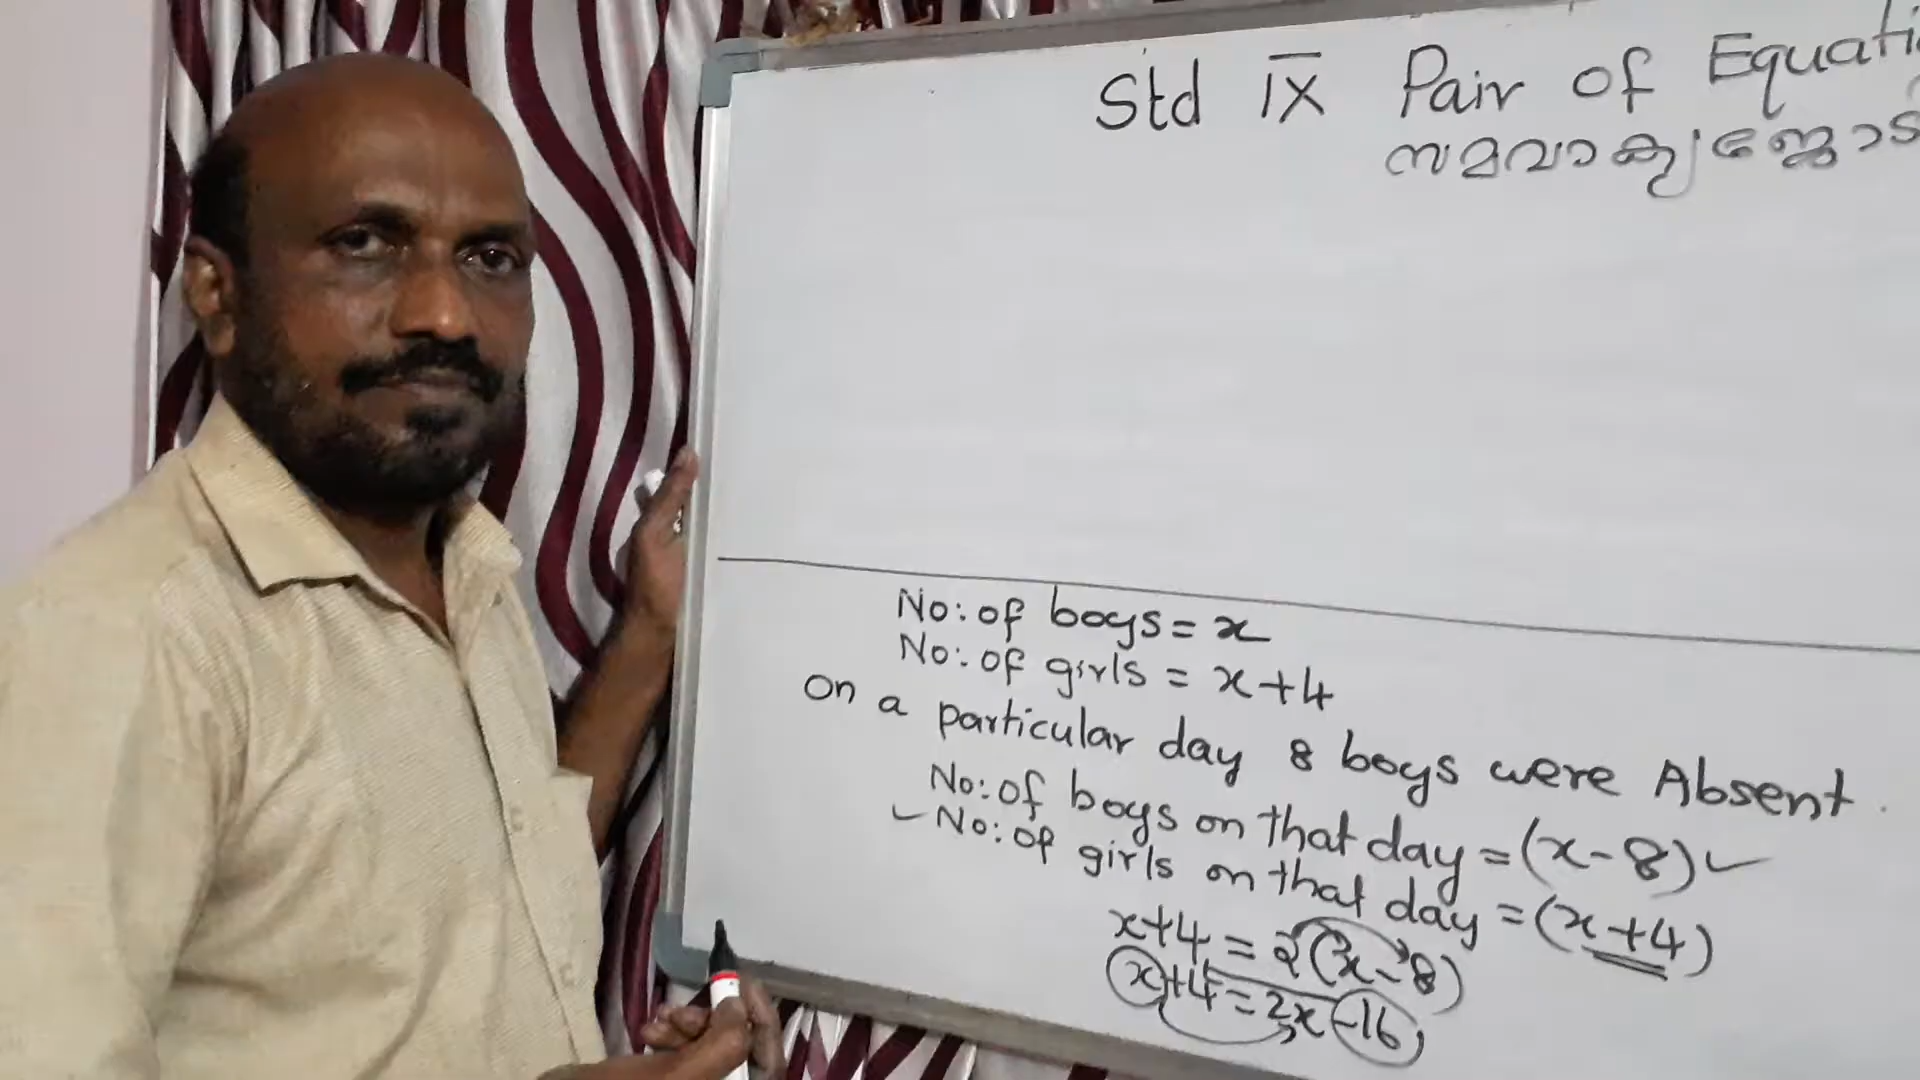 Std IX Pair of Equati
സമവാക്യജോട
No: of boys = x
No: of girls = x+4
on a particular day 8 boys were Absent.
No: of boys on that day = (x-8)
No: of girls on that day = (x+4)
x+4 = 2(x-8)
x+4 = 2x-16